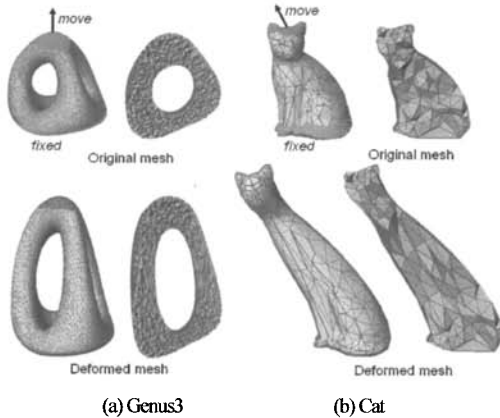 move
move
fixed
Original mesh
fixed
Original mesh
Deformed mesh
Deformed mesh
(a) Genus3
(b) Cat